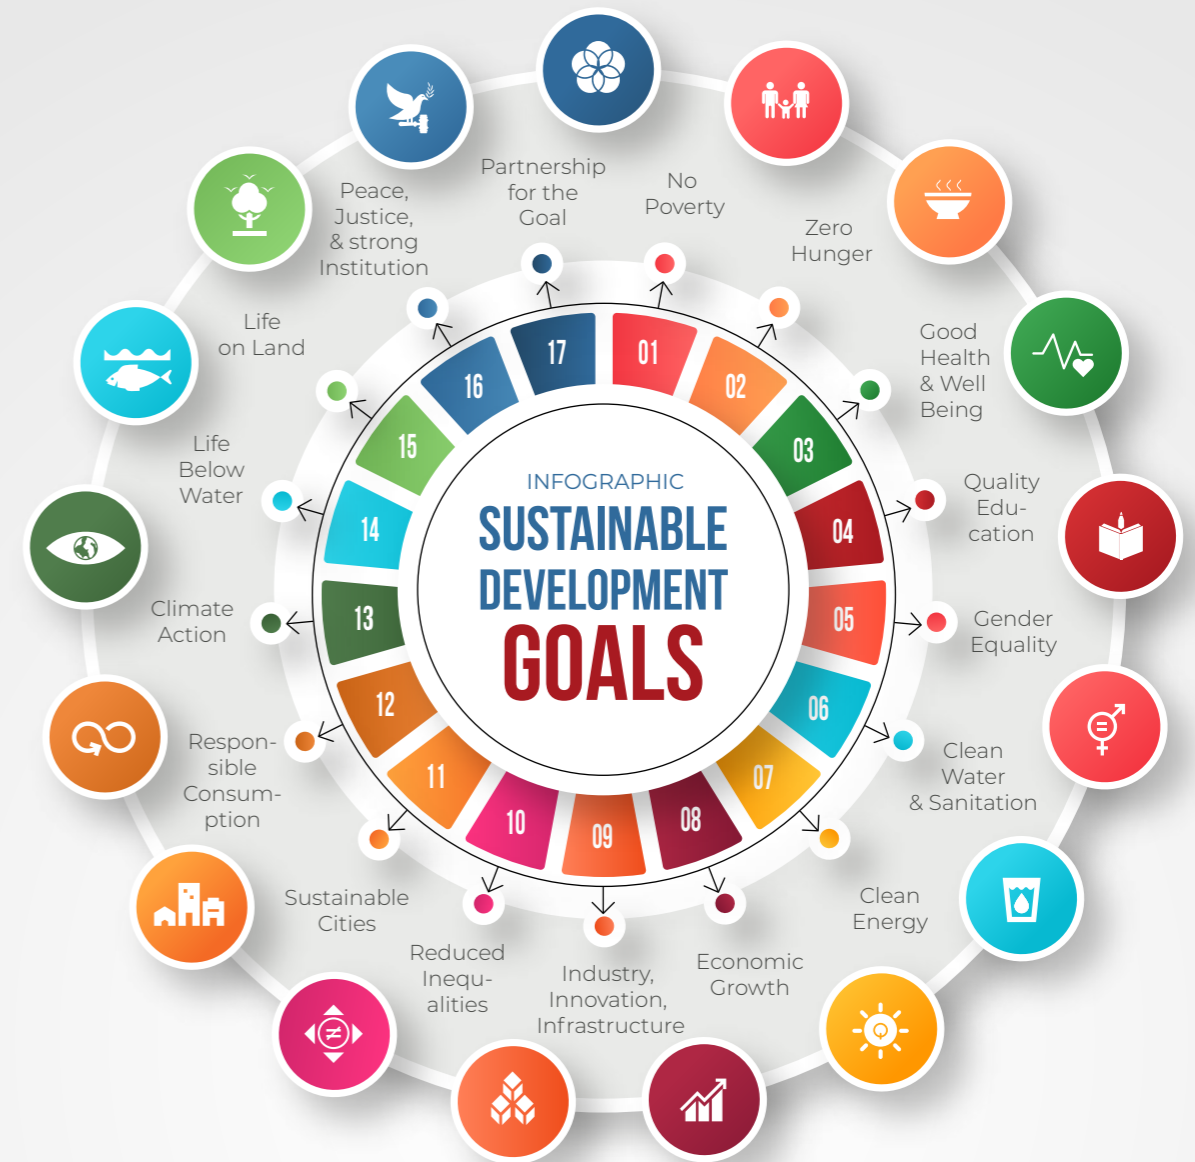 INFOGRAPHIC
SUSTAINABLE
DEVELOPMENT
GOALS
01
No
Poverty
02
Zero
Hunger
03
Good
Health
& Well
Being
04
Quality
Edu-
cation
05
Gender
Equality
06
Clean
Water
& Sanitation
07
Clean
Energy
08
Economic
Growth
09
Industry,
Innovation,
Infrastructure
10
Reduced
Inequ-
alities
11
Sustainable
Cities
12
Respon-
sible
Consum-
ption
13
Climate
Action
14
Life
Below
Water
15
Life
on Land
16
Peace,
Justice,
& strong
Institution
17
Partnership
for the
Goal